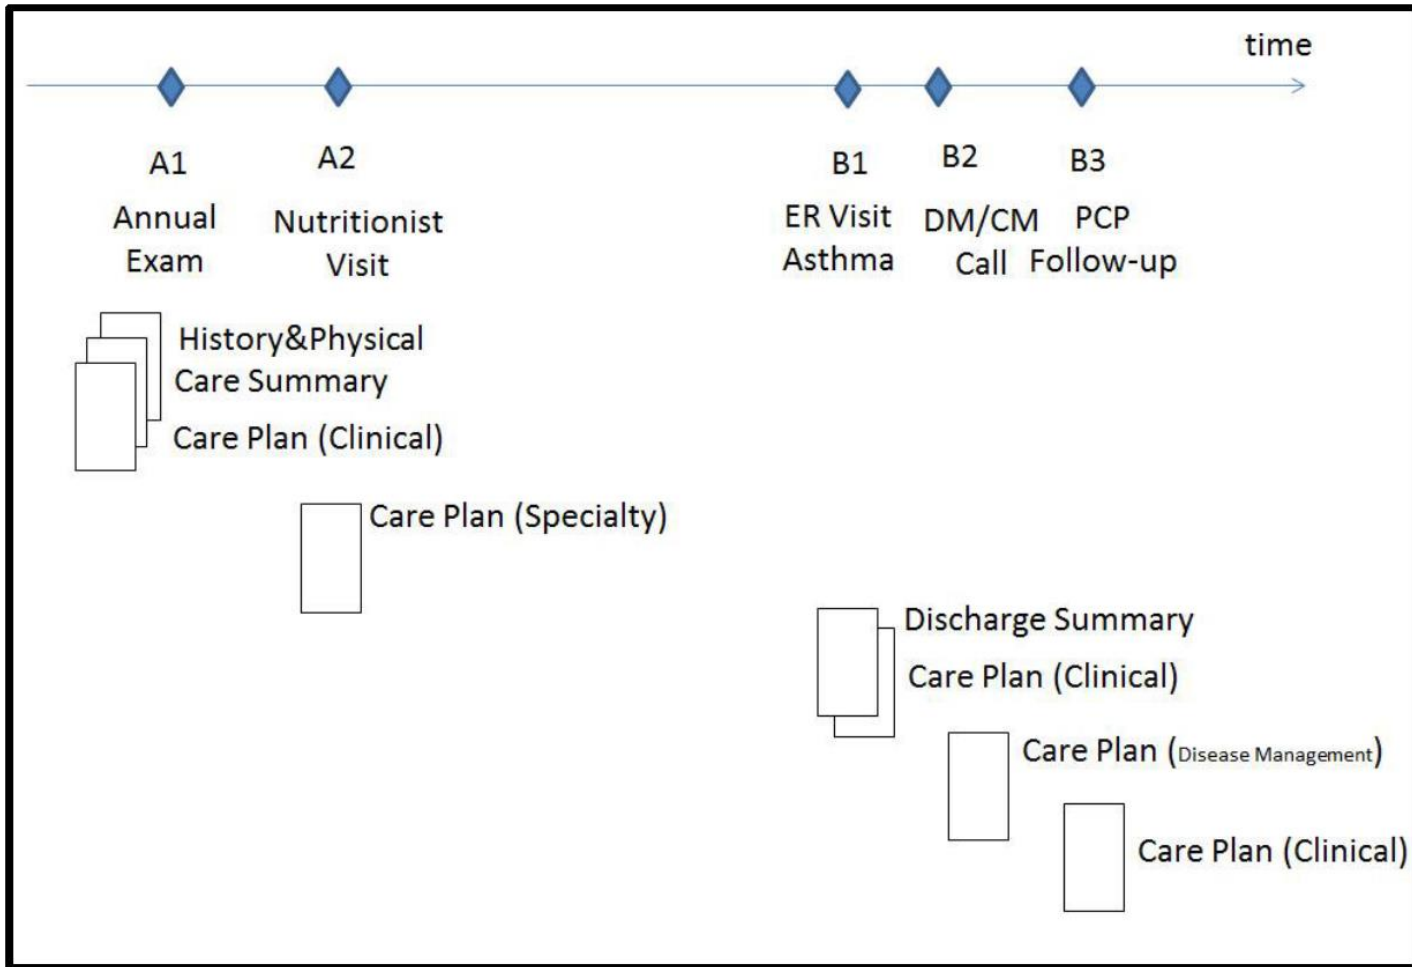 time
A1
A2
B1
B2
B3
Annual
Exam
Nutritionist
Visit
ER Visit
Asthma
DM/CM
Call
PCP
Follow-up
History&Physical
Care Summary
Care Plan (Clinical)
Care Plan (Specialty)
Discharge Summary
Care Plan (Clinical)
Care Plan (Disease Management)
Care Plan (Clinical)